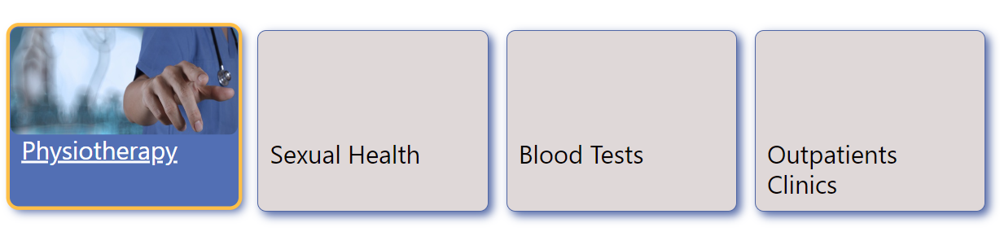 Physiotherapy
Sexual Health
Blood Tests
Outpatients
Clinics